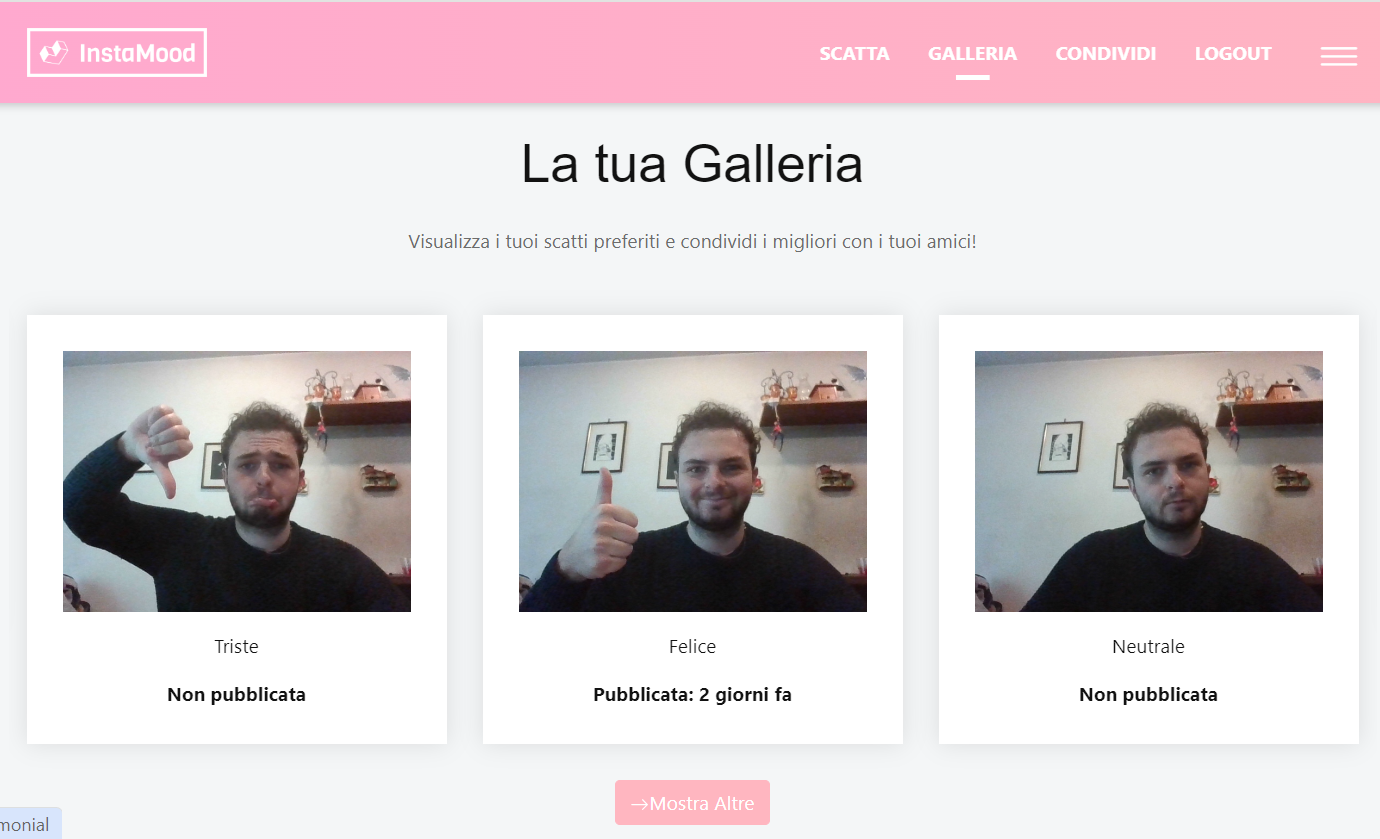 InstaMood
SCATTA
GALLERIA
CONDIVIDI
LOGOUT
La tua Galleria
Visualizza i tuoi scatti preferiti e condividi i migliori con i tuoi amici!
Triste
Non pubblicata
Felice
Pubblicata: 2 giorni fa
Neutrale
Non pubblicata
→Mostra Altre
monial